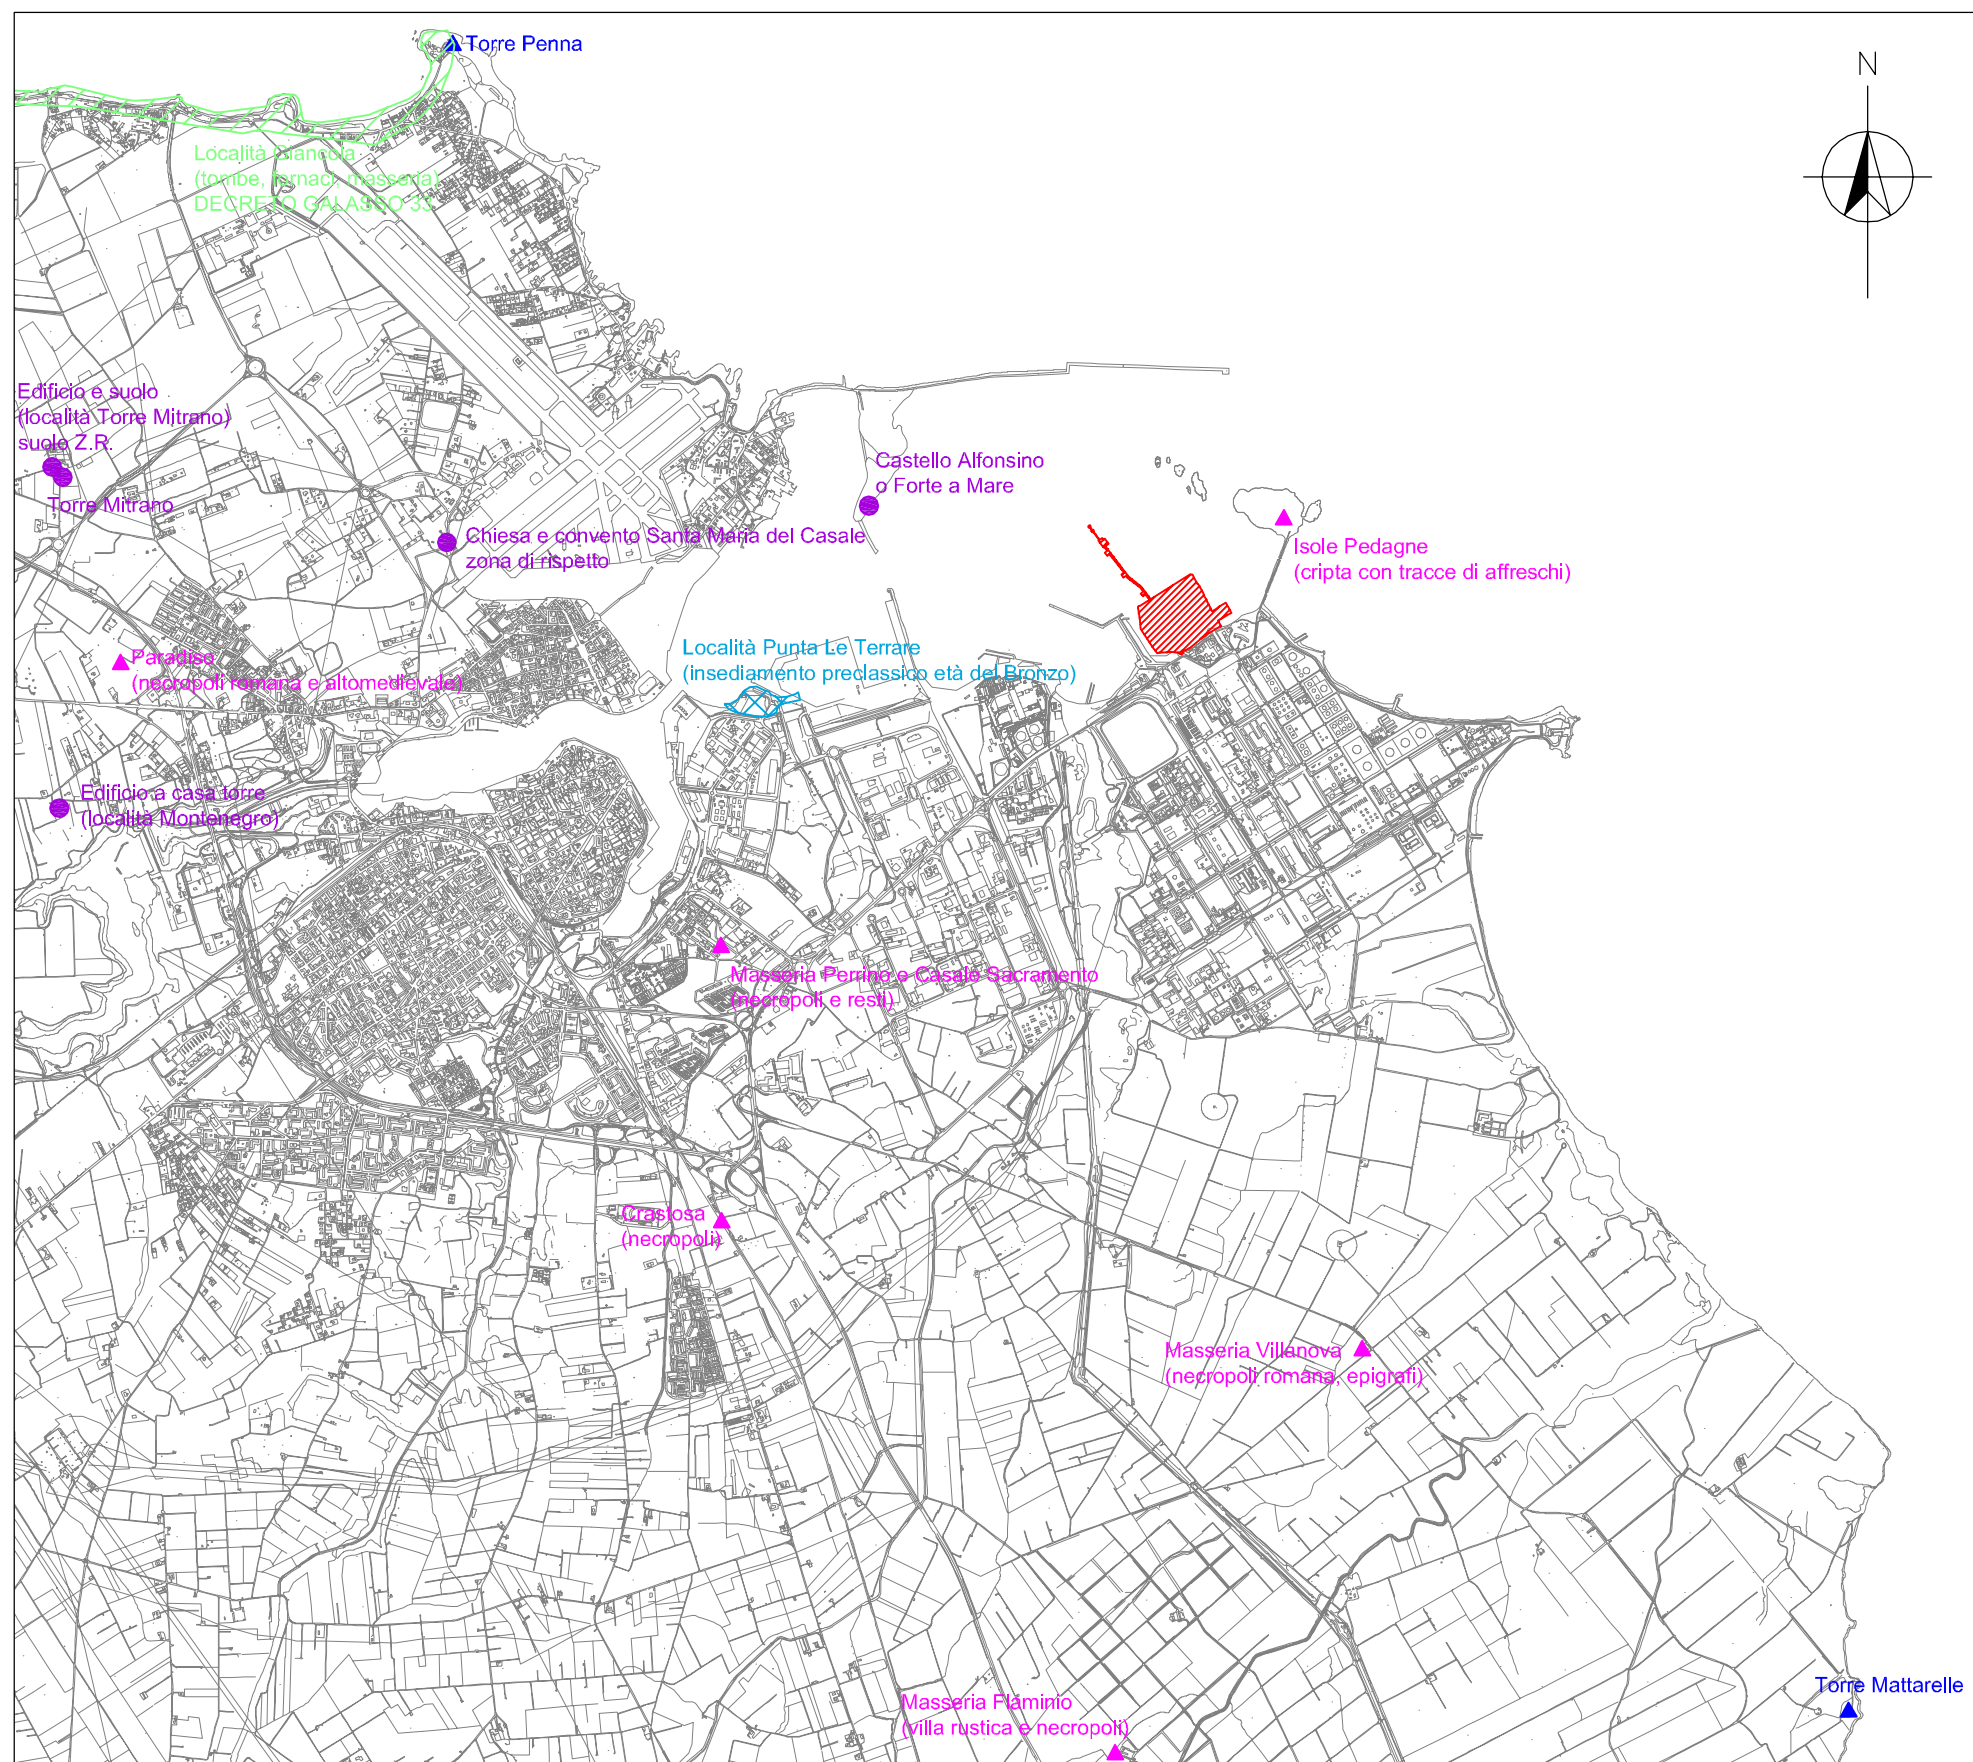 Torre Penna
N
Località Giancola
(tombe, fornaci, masseria)
DECRETO GALASSO 33
Edificio e suolo
(località Torre Mitrano)
suolo Z.R.
Torre Mitrano
Castello Alfonsino
o Forte a Mare
Chiesa e convento Santa Maria del Casale
zona di rispetto
Isole Pedagne
(cripta con tracce di affreschi)
Località Punta Le Terrare
(insediamento preclassico età del Bronzo)
Paradiso
(necropoli romana e altomedievale)
Edificio a casa torre
(località Montenegro)
Masseria Perrino e Casale Sacramento
(necropoli e resti)
Crastosa
(necropoli)
Masseria Villanova
(necropoli romana, epigrafi)
Masseria Flaminio
(villa rustica e necropoli)
Torre Mattarelle